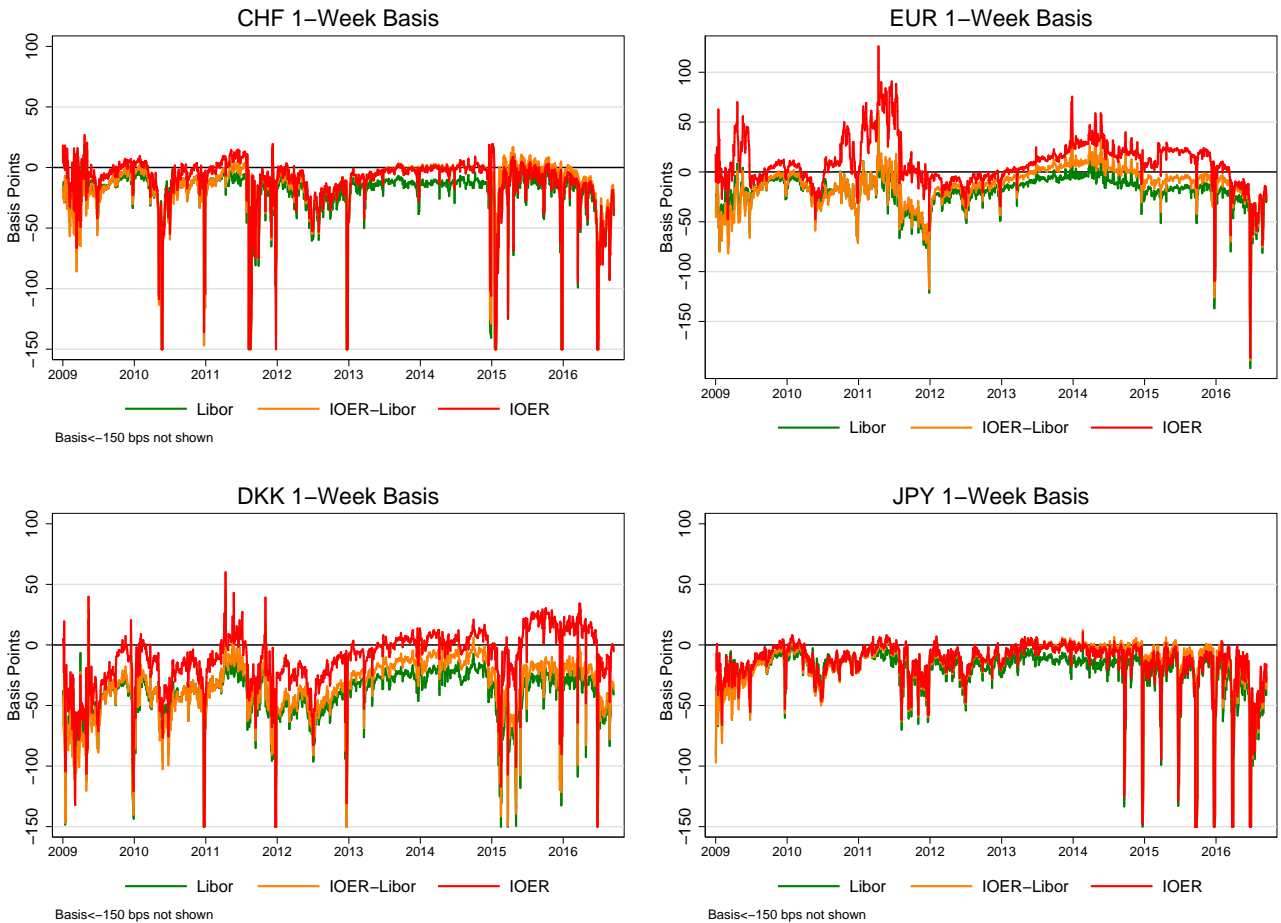 CHF 1−Week Basis
Basis Points
100
50
0
−50
−100
−150
2009 2010 2011 2012 2013 2014 2015 2016
Libor IOER−Libor IOER
Basis<−150 bps not shown
EUR 1−Week Basis
Basis Points
100
50
0
−50
−100
−150
2009 2010 2011 2012 2013 2014 2015 2016
Libor IOER−Libor IOER
DKK 1−Week Basis
Basis Points
100
50
0
−50
−100
−150
2009 2010 2011 2012 2013 2014 2015 2016
Libor IOER−Libor IOER
Basis<−150 bps not shown
JPY 1−Week Basis
Basis Points
100
50
0
−50
−100
−150
2009 2010 2011 2012 2013 2014 2015 2016
Libor IOER−Libor IOER
Basis<−150 bps not shown